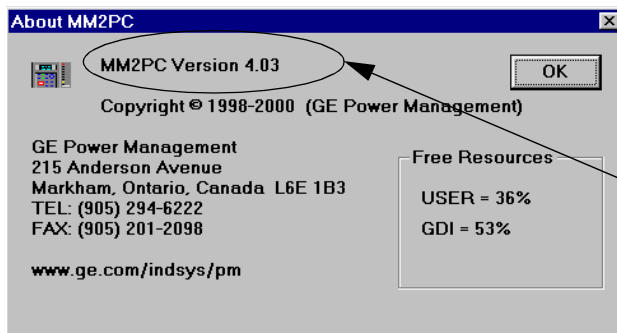 About MM2PC
MM2PC Version 4.03
OK
Copyright © 1998-2000 (GE Power Management)
GE Power Management
215 Anderson Avenue
Markham, Ontario, Canada L6E 1B3
TEL: (905) 294-6222
FAX: (905) 201-2098
www.ge.com/indsys/pm
Free Resources
USER = 36%
GDI = 53%